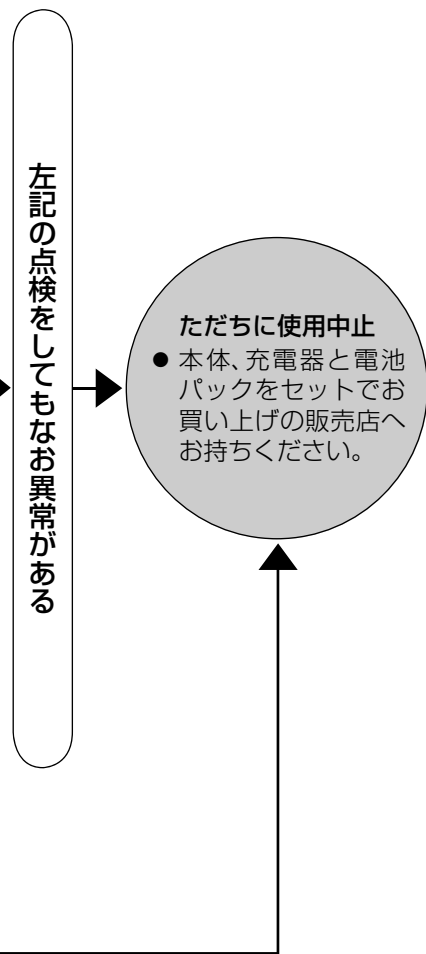 左記の点検をしてもなお異常がある
ただちに使用中止
● 本体、充電器と電池
パックをセットでお
買い上げの販売店へ
お持ちください。